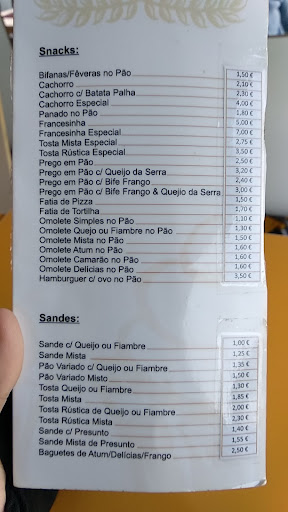 Snacks:
Bifanas/Fêveras no Pão 3,50 €
Cachorro 2,30 €
Cachorro c/ Batata Palha 2,30 €
Cachorro Especial 4,00 €
Panado no Pão 1,80 €
Francesinha 5,00 €
Francesinha Especial 7,00 €
Tosta Mista Especial 2,75 €
Tosta Rústica Especial 3,50 €
Prego em Pão 2,50 €
Prego em Pão c/ Queijo da Serra 3,20 €
Prego em Pão c/ Bife Frango 2,40 €
Prego em Pão c/ Bife Frango & Quejio da Serra 3,00 €
Fatia de Pizza 1,50 €
Fatia de Tortilha 1,70 €
Omolete Simples no Pão 1,10 €
Omolete Queijo ou Fiambre no Pão 1,30 €
Omolete Mista no Pão 1,50 €
Omolete Atum no Pão 1,60 €
Omolete Camarão no Pão 1,60 €
Omolete Delícias no Pão 1,60 €
Hamburguer c/ ovo no Pão 3,50 €
Sandes:
Sande c/ Queijo ou Fiambre 1,00 €
Sande Mista 1,25 €
Pão Variado c/ Queijo ou Fiambre 1,35 €
Pão Variado Misto 1,50 €
Tosta Queijo ou Fiambre 1,30 €
Tosta Mista 1,85 €
Tosta Rústica de Queijo ou Fiambre 2,00 €
Tosta Rústica Mista 2,30 €
Sande c/ Presunto 1,40 €
Sande Mista de Presunto 1,55 €
Baguetes de Atum/Delícias/Frango 2,50 €